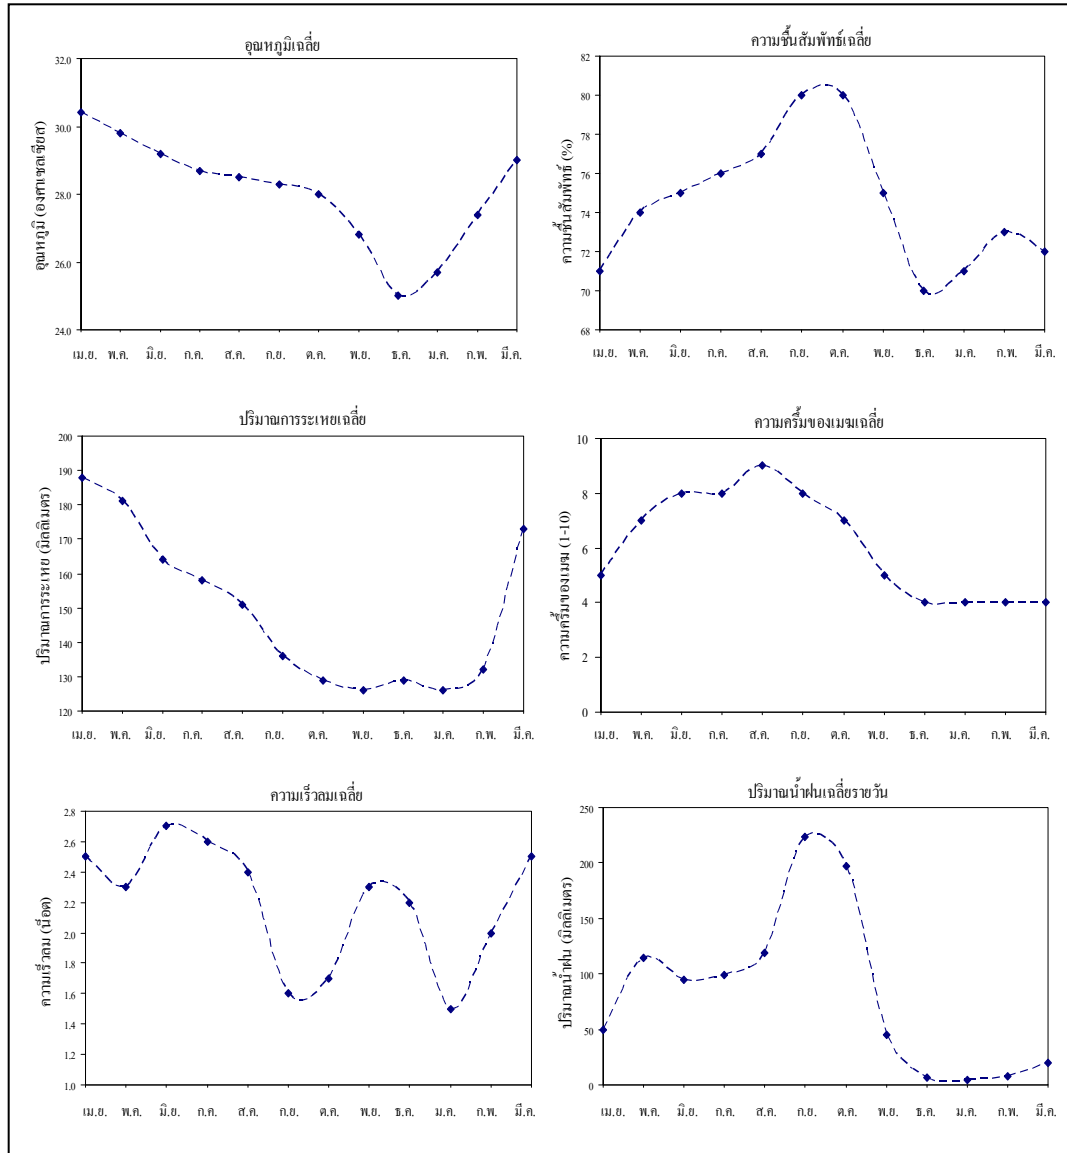 อุณหภูมิเฉลี่ย
อุณหภูมิ (องศาเซลเซียส)
32.0
30.0
28.0
26.0
24.0
เม.ย. พ.ค. มิ.ย. ก.ค. ส.ค. ก.ย. ต.ค. พ.ย. ธ.ค. ม.ค. ก.พ. มี.ค.
ความชื้นสัมพัทธ์เฉลี่ย
ความชื้นสัมพัทธ์ (%)
82
80
78
76
74
72
70
68
เม.ย. พ.ค. มิ.ย. ก.ค. ส.ค. ก.ย. ต.ค. พ.ย. ธ.ค. ม.ค. ก.พ. มี.ค.
ปริมาณการระเหยเฉลี่ย
ปริมาณการระเหย (มิลลิเมตร)
200
190
180
170
160
150
140
130
120
เม.ย. พ.ค. มิ.ย. ก.ค. ส.ค. ก.ย. ต.ค. พ.ย ธ.ค. ม.ค. ก.พ. มี.ค.
ความครึ้มของเมฆเฉลี่ย
ความครึ้มของเมฆ (1-10)
10
8
6
4
2
0
เม.ย. พ.ค. มิ.ย. ก.ค. ส.ค. ก.ย. ต.ค. พ.ย. ธ.ค. ม.ค. ก.พ. มี.ค.
ความเร็วลมเฉลี่ย
ความเร็วลม (น็อต)
2.8
2.6
2.4
2.2
2.0
1.8
1.6
1.4
1.2
1.0
เม.ย. พ.ค. มิ.ย. ก.ค. ส.ค. ก.ย. ต.ค. พ.ย. ธ.ค. ม.ค. ก.พ. มี.ค.
ปริมาณน้ำฝนเฉลี่ยรายวัน
ปริมาณน้ำฝน (มิลลิเมตร)
250
200
150
100
50
0
เม.ย. พ.ค. มิ.ย. ก.ค. ส.ค. ก.ย. ต.ค. พ.ย. ธ.ค. ม.ค. ก.พ. มี.ค.